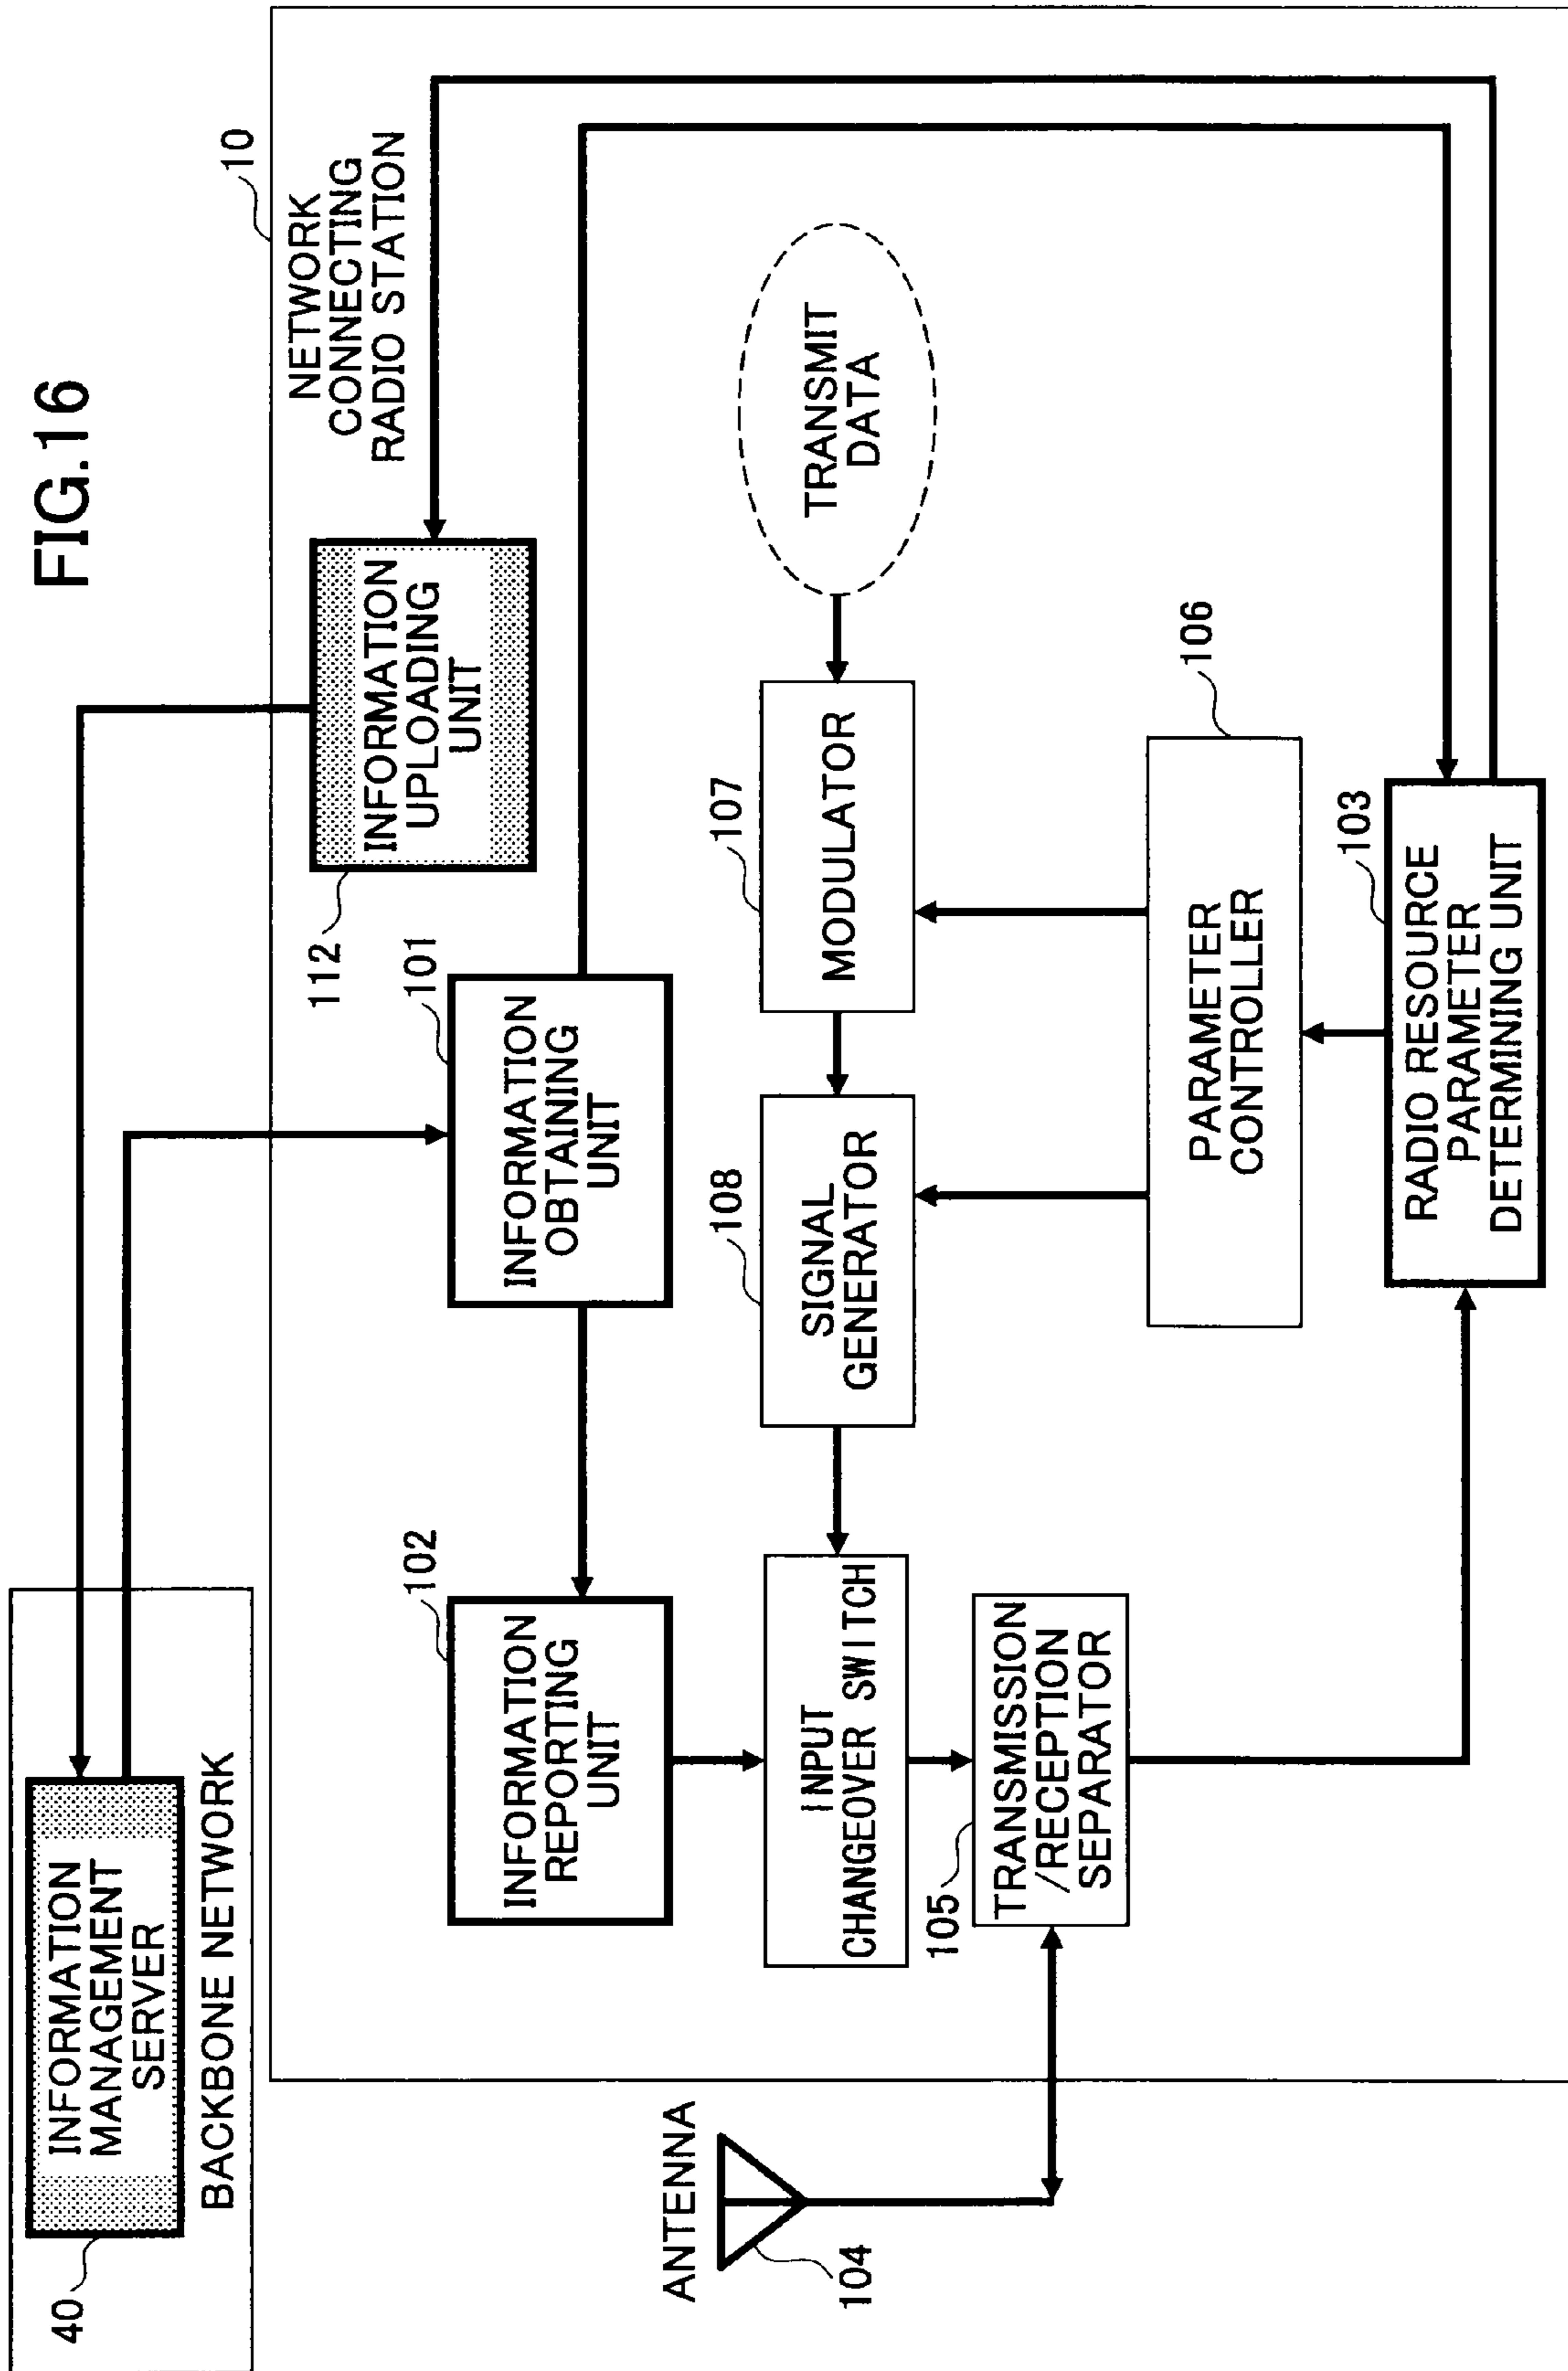 FIG.16
40
INFORMATION
MANAGEMENT
SERVER
BACKBONE NETWORK
10
NETWORK
CONNECTING
RADIO STATION
112
INFORMATION
UPLOADING
UNIT
102
INFORMATION
REPORTING
UNIT
101
INFORMATION
OBTAINING
UNIT
ANTENNA
104
INPUT
CHANGEOVER SWITCH
108
SIGNAL
GENERATOR
107
MODULATOR
TRANSMIT
DATA
105
TRANSMISSION
/RECEPTION
SEPARATOR
106
PARAMETER
CONTROLLER
103
RADIO RESOURCE
PARAMETER
DETERMINING UNIT